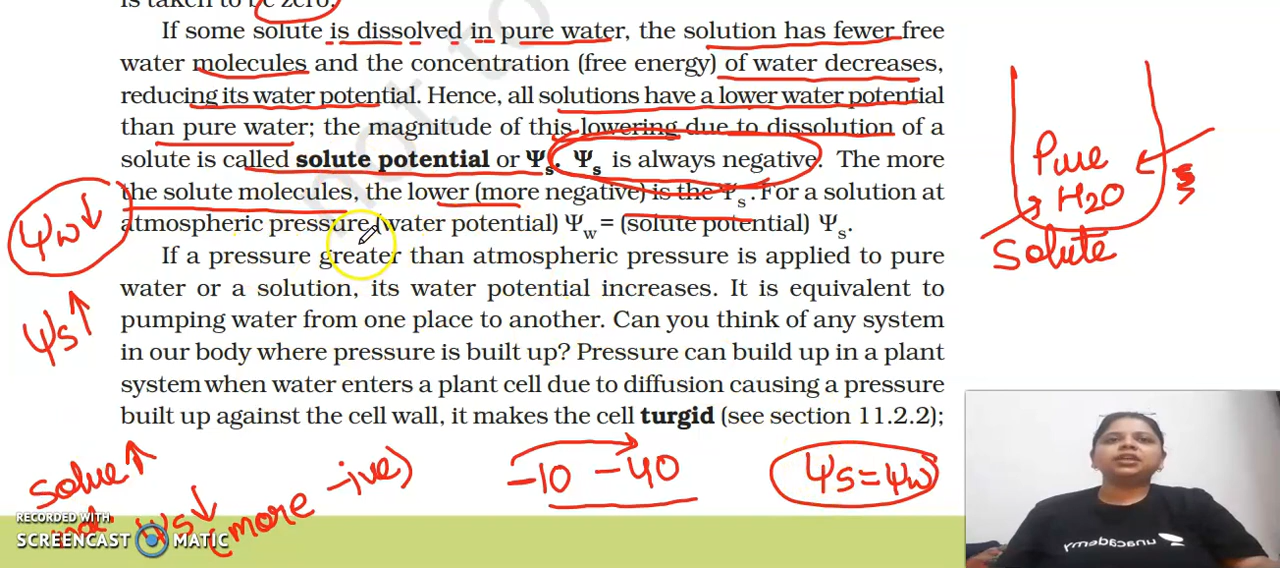 is taken to be zero.
If some solute is dissolved in pure water, the solution has fewer free
water molecules and the concentration (free energy) of water decreases,
reducing its water potential. Hence, all solutions have a lower water potential
than pure water; the magnitude of this lowering due to dissolution of a
solute is called solute potential or Ψs. Ψs is always negative. The more
the solute molecules, the lower (more negative) is the Ψs. For a solution at
atmospheric pressure (water potential) Ψw = (solute potential) Ψs.
If a pressure greater than atmospheric pressure is applied to pure
water or a solution, its water potential increases. It is equivalent to
pumping water from one place to another. Can you think of any system
in our body where pressure is built up? Pressure can build up in a plant
system when water enters a plant cell due to diffusion causing a pressure
built up against the cell wall, it makes the cell turgid (see section 11.2.2);
not to
Pure
H2O
Solute
Ψw↓
Ψs↑
Solue↑
Ψs↓
(more -ive)
-10 -40
Ψs=Ψw
RECORDED WITH
SCREENCAST MATIC
unacademy